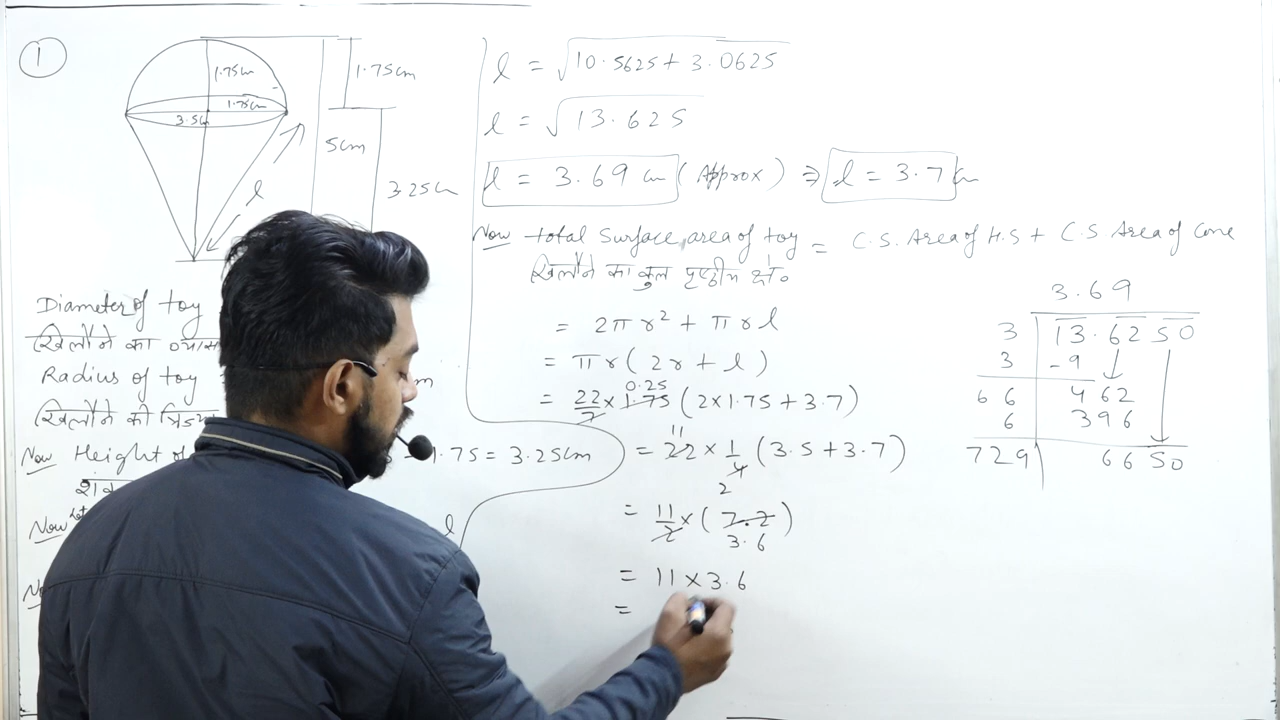 1
1.75cm
1.75cm
3.5cm
1.75cm
5cm
3.25cm
l
Diameter of toy
खिलौने का व्यास
Radius of toy
खिलौने की त्रिज्या
cm
Now Height of
1.75 = 3.25cm
Now
l
l = √10.5625 + 3.0625
l = √13.625
l = 3.69 cm (Approx) ⇒ l = 3.7 cm
Now total Surface area of toy = C.S. Area of H.S + C.S Area of Cone
खिलौने का कुल पृष्ठीय क्षे०
= 2πr² + πrl
= πr(2r + l)
0.25
= 22/7 × 1.75 (2×1.75+3.7)
11
= 22 × 1/4 (3.5+3.7)
2
= 11/2 × (7.2)
3.6
= 11 × 3.6
=
3.69
3 13.6250
3 -9
66 462
6 396
729 6650